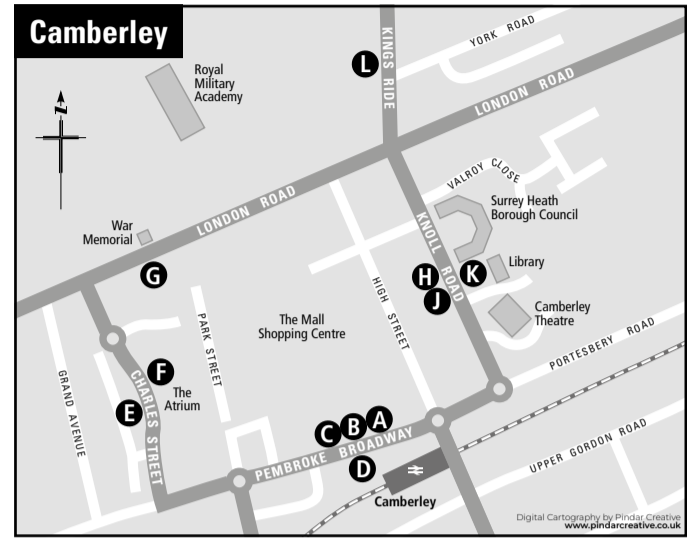 Camberley
Royal
Military
Academy
L
KINGS RIDE
YORK ROAD
LONDON ROAD
VALROY CLOSE
Surrey Heath
Borough Council
LONDON ROAD
War
Memorial
KNOLL ROAD
K
Library
G
H
J
HIGH STREET
Camberley
Theatre
The Mall
Shopping Centre
PARK STREET
PORTESBERY ROAD
GRAND AVENUE
F
The
Atrium
E
CHARLES STREET
A
B
C
PEMBROKE BROADWAY
D
UPPER GORDON ROAD
Camberley
Digital Cartography by Pindar Creative
www.pindarcreative.co.uk
N